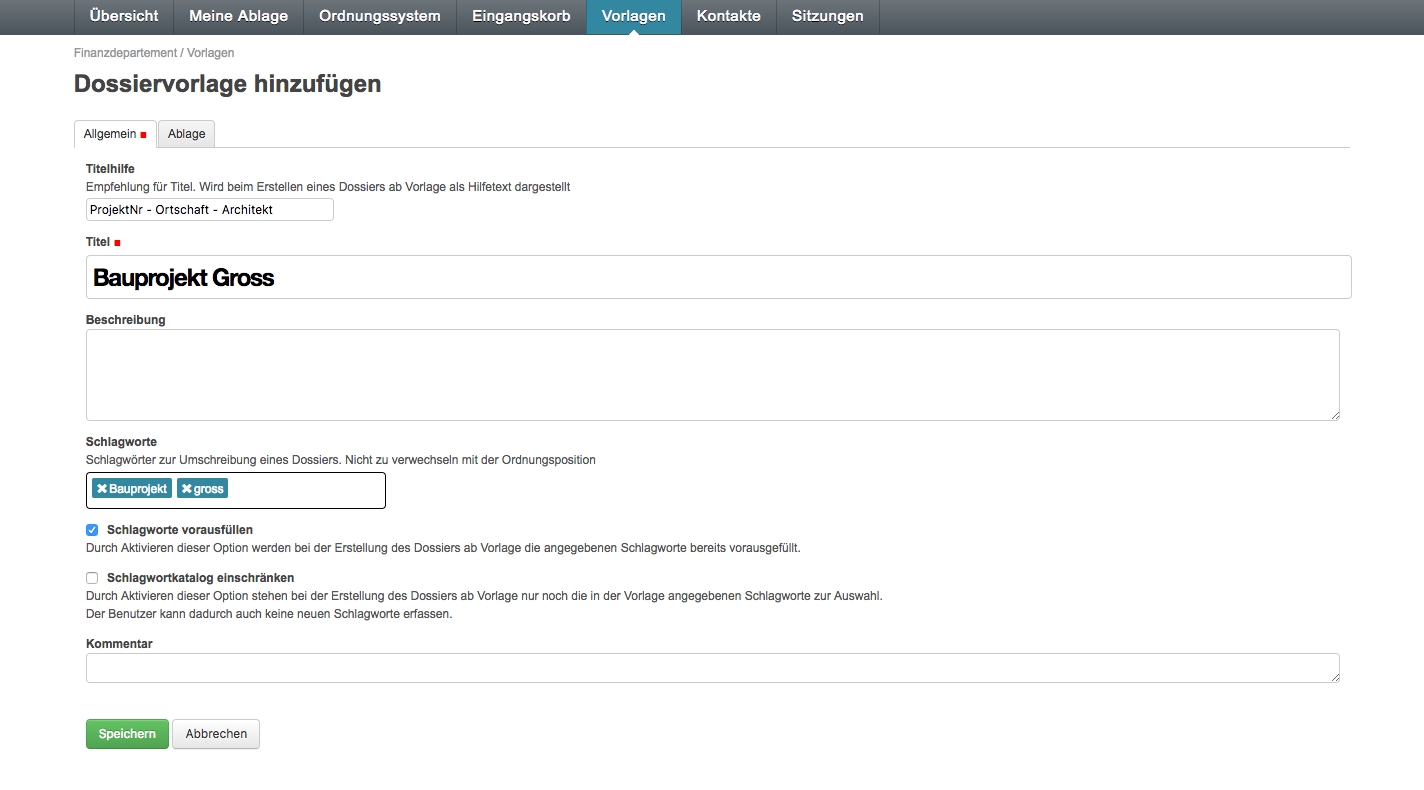 Übersicht Meine Ablage Ordnungssystem Eingangskorb Vorlagen Kontakte Sitzungen
Finanzdepartement / Vorlagen
Dossiervorlage hinzufügen
Allgemein Ablage
Titelhilfe
Empfehlung für Titel. Wird beim Erstellen eines Dossiers ab Vorlage als Hilfetext dargestellt
ProjektNr - Ortschaft - Architekt
Titel
Bauprojekt Gross
Beschreibung
Schlagworte
Schlagwörter zur Umschreibung eines Dossiers. Nicht zu verwechseln mit der Ordnungsposition
Bauprojekt gross
Schlagworte vorausfüllen
Durch Aktivieren dieser Option werden bei der Erstellung des Dossiers ab Vorlage die angegebenen Schlagworte bereits vorausgefüllt.
Schlagwortkatalog einschränken
Durch Aktivieren dieser Option stehen bei der Erstellung des Dossiers ab Vorlage nur noch die in der Vorlage angegebenen Schlagworte zur Auswahl.
Der Benutzer kann dadurch auch keine neuen Schlagworte erfassen.
Kommentar
Speichern Abbrechen